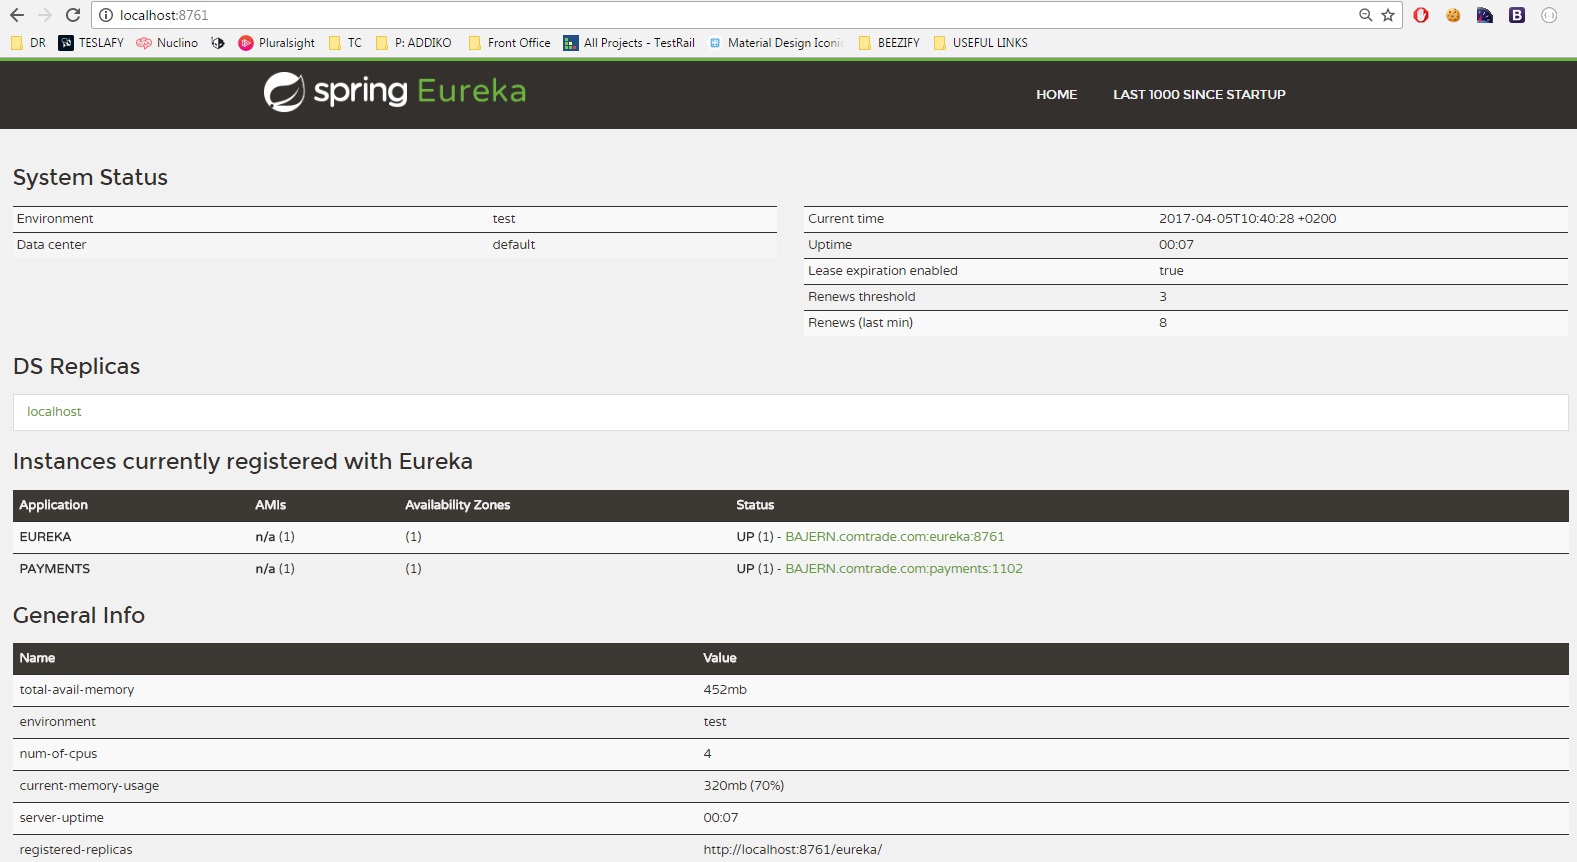 localhost:8761
DR TESLAFY Nuclino Pluralsight TC P: ADDIKO Front Office All Projects - TestRail Material Design Iconic BEEZIFY USEFUL LINKS
spring Eureka HOME LAST 1000 SINCE STARTUP
System Status
Environment test
Data center default
Current time 2017-04-05T10:40:28 +0200
Uptime 00:07
Lease expiration enabled true
Renews threshold 3
Renews (last min) 8
DS Replicas
localhost
Instances currently registered with Eureka
Application AMIs Availability Zones Status
EUREKA n/a (1) (1) UP (1) - BAJERN.comtrade.com:eureka:8761
PAYMENTS n/a (1) (1) UP (1) - BAJERN.comtrade.com:payments:1102
General Info
Name Value
total-avail-memory 452mb
environment test
num-of-cpus 4
current-memory-usage 320mb (70%)
server-uptime 00:07
registered-replicas http://localhost:8761/eureka/